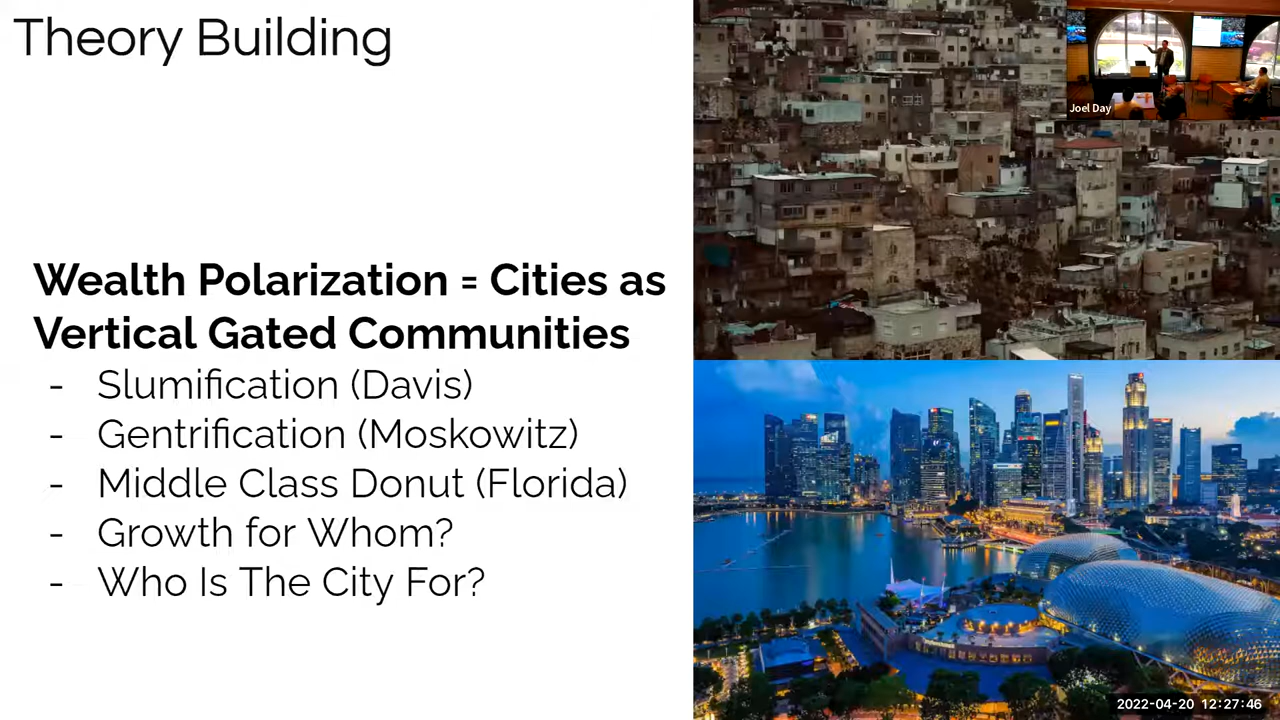 Theory Building
Joel Day
Wealth Polarization = Cities as
Vertical Gated Communities
- Slumification (Davis)
- Gentrification (Moskowitz)
- Middle Class Donut (Florida)
- Growth for Whom?
- Who Is The City For?
2022-04-20 12:27:46